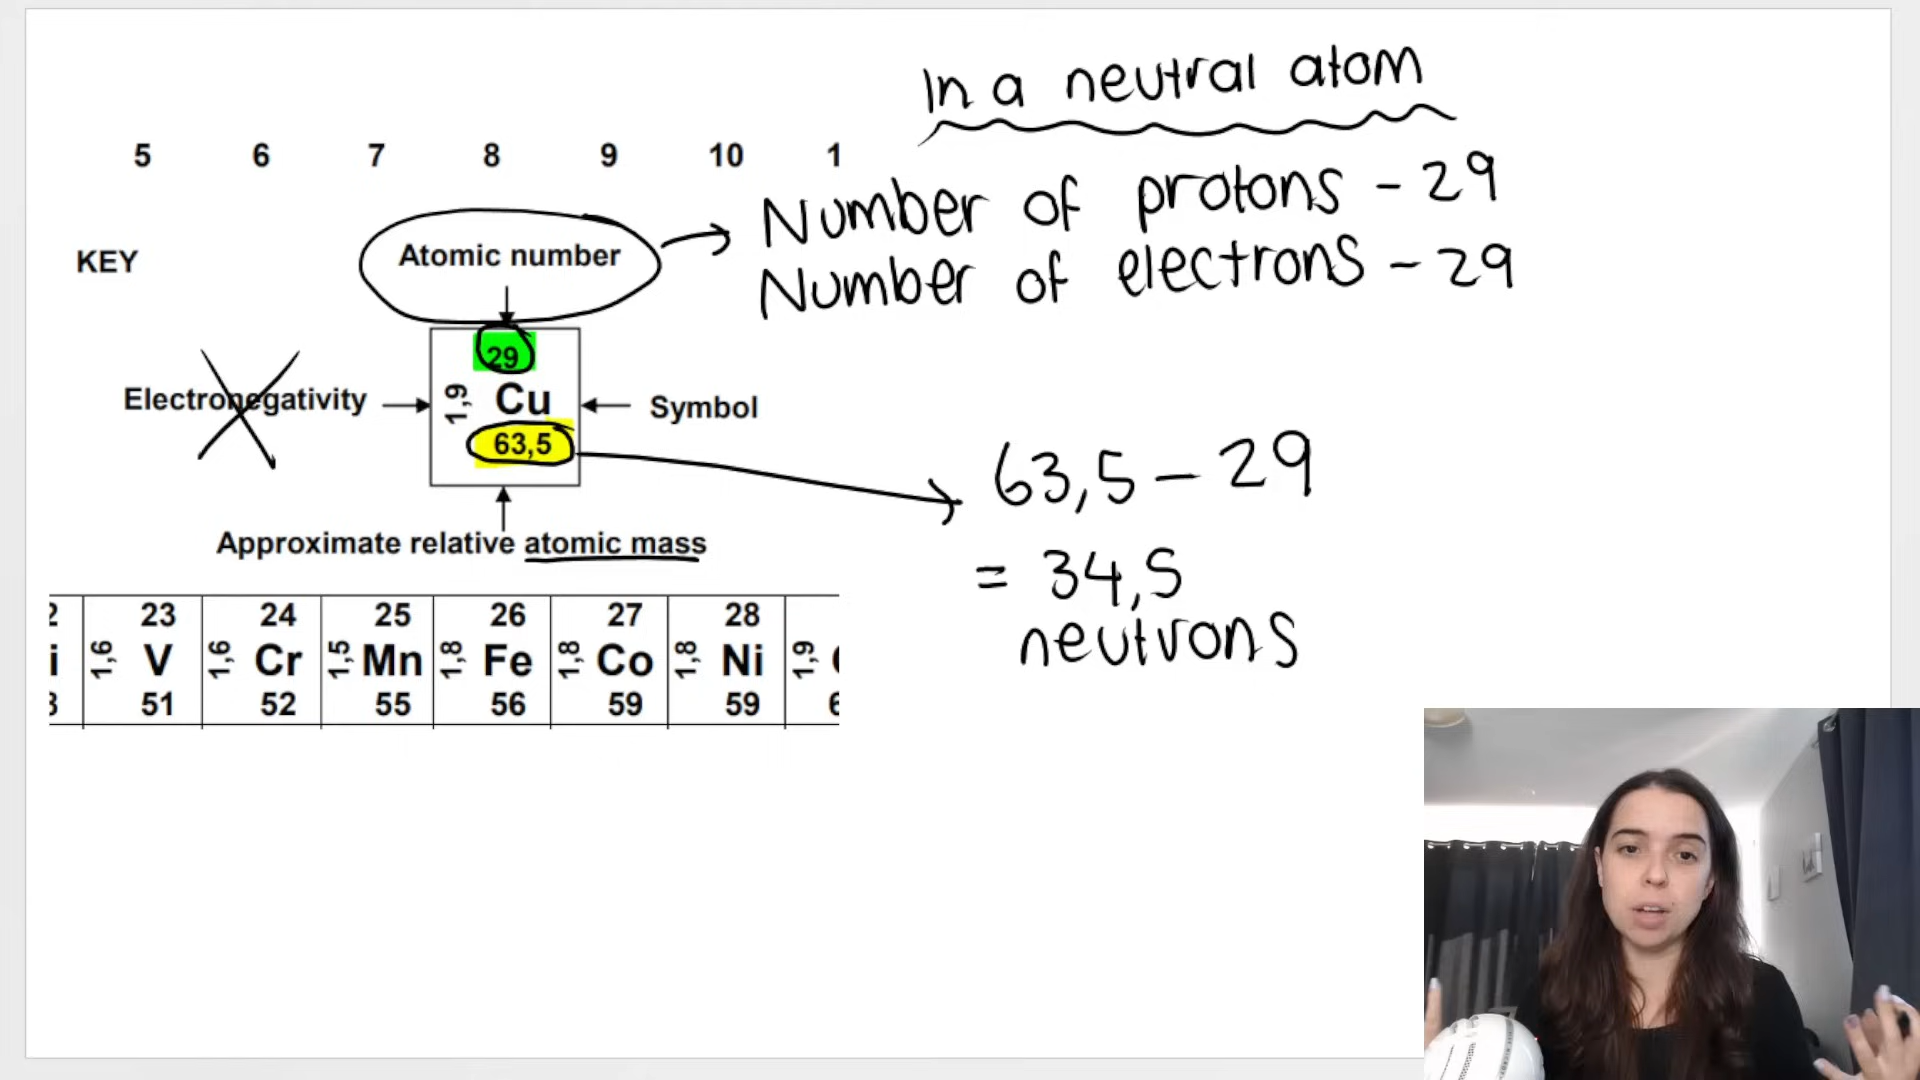 In a neutral atom
5 6 7 8 9 10 1
Number of protons - 29
Number of electrons - 29
KEY
Atomic number
29
Electronegativity
1,9
Cu
Symbol
63,5
63,5 - 29
Approximate relative atomic mass
= 34,5
neutrons
2 23 24 25 26 27 28
i 1,6 V 1,6 Cr 1,5 Mn 1,8 Fe 1,8 Co 1,8 Ni 1,9
51 52 55 56 59 59